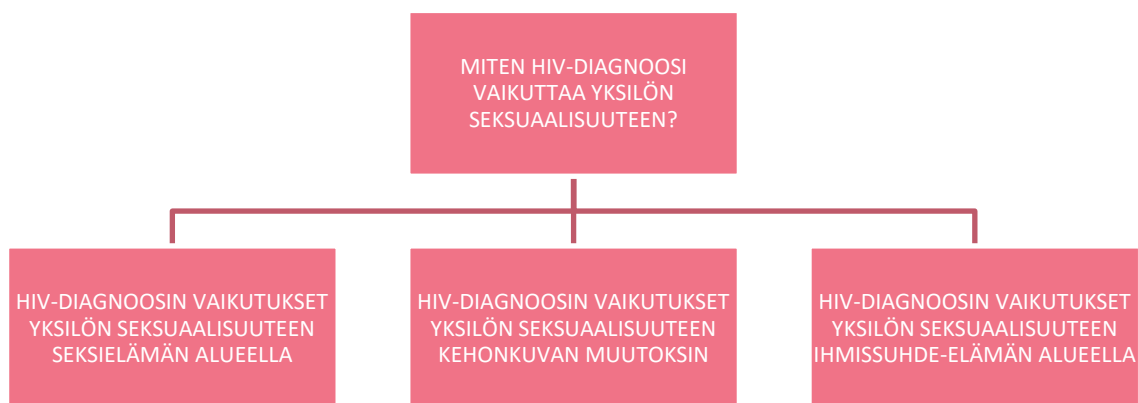 MITEN HIV-DIAGNOOSI
VAIKUTTAA YKSILÖN
SEKSUAALISUUTEEN?
HIV-DIAGNOOSIN VAIKUTUKSET
YKSILÖN SEKSUAALISUUTEEN
SEKSIELÄMÄN ALUEELLA
HIV-DIAGNOOSIN VAIKUTUKSET
YKSILÖN SEKSUAALISUUTEEN
KEHONKUVAN MUUTOKSIN
HIV-DIAGNOOSIN VAIKUTUKSET
YKSILÖN SEKSUAALISUUTEEN
IHMISSUHDE-ELÄMÄN ALUEELLA